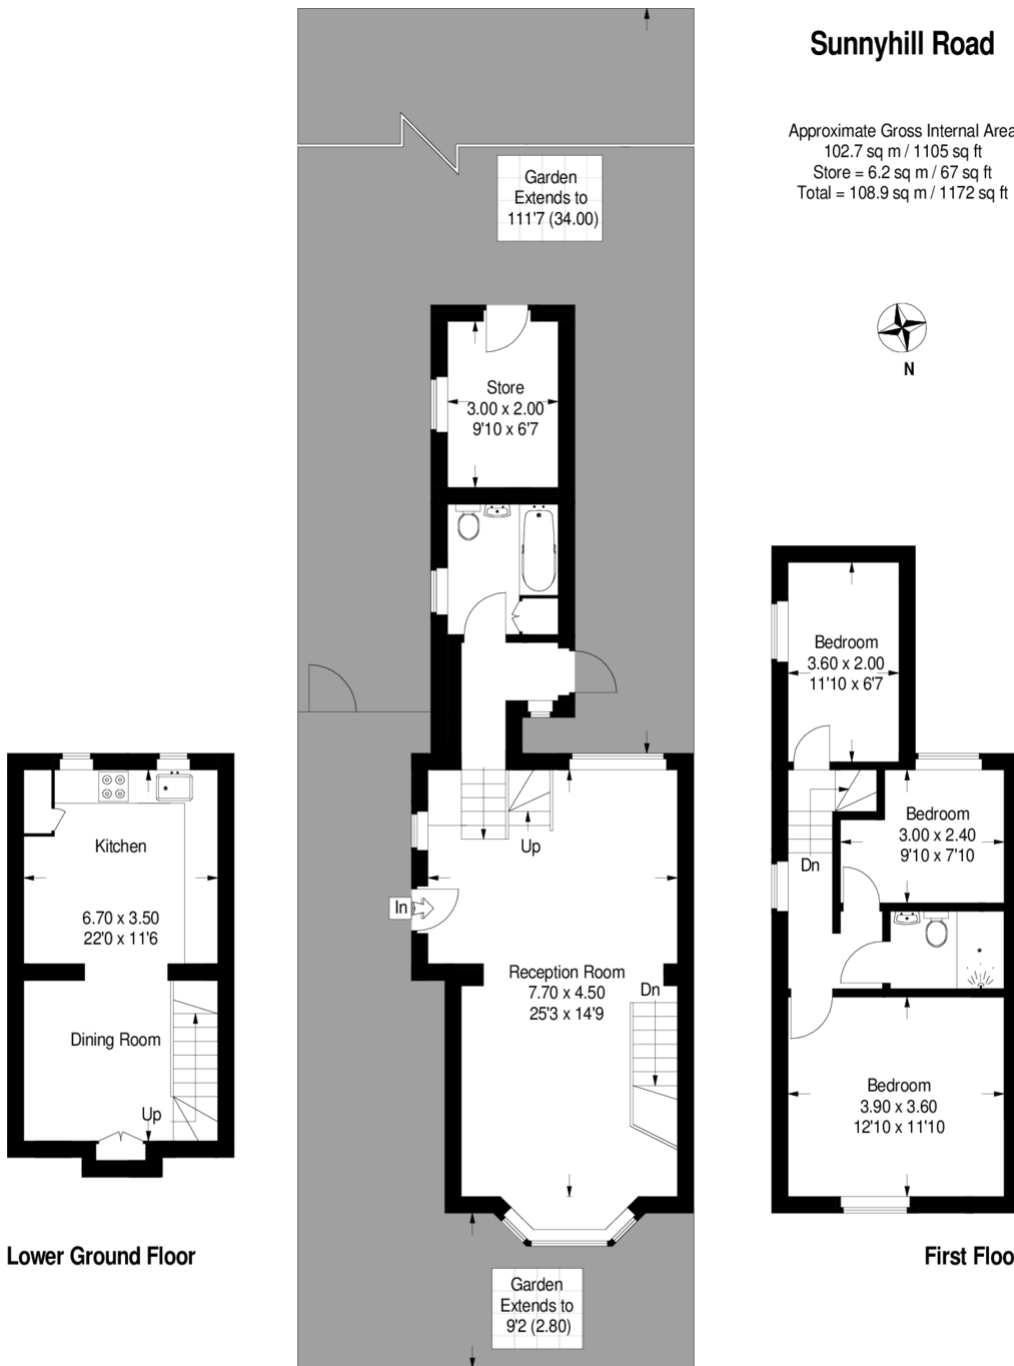 Sunnyhill Road
Approximate Gross Internal Area
102.7 sq m / 1105 sq ft
Store = 6.2 sq m / 67 sq ft
Total = 108.9 sq m / 1172 sq ft
N
Garden
Extends to
111'7 (34.00)
Store
3.00 x 2.00
9'10 x 6'7
Up
In
Reception Room
7.70 x 4.50
25'3 x 14'9
Dn
Garden
Extends to
9'2 (2.80)
Kitchen
6.70 x 3.50
22'0 x 11'6
Dining Room
Up
Lower Ground Floor
Bedroom
3.60 x 2.00
11'10 x 6'7
Bedroom
3.00 x 2.40
9'10 x 7'10
Dn
Bedroom
3.90 x 3.60
12'10 x 11'10
First Floo